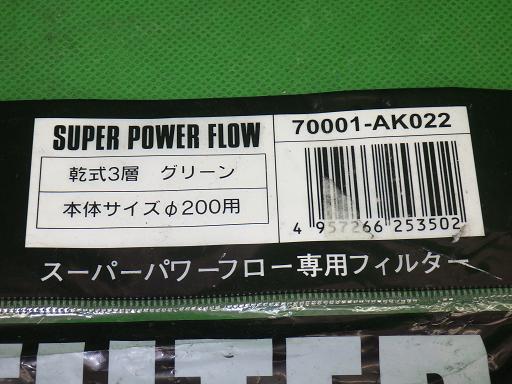 SUPER POWER FLOW
乾式3層 グリーン
本体サイズφ200用
70001-AK022
4 957266 253502
スーパーパワーフロー専用フィルター
FILTER